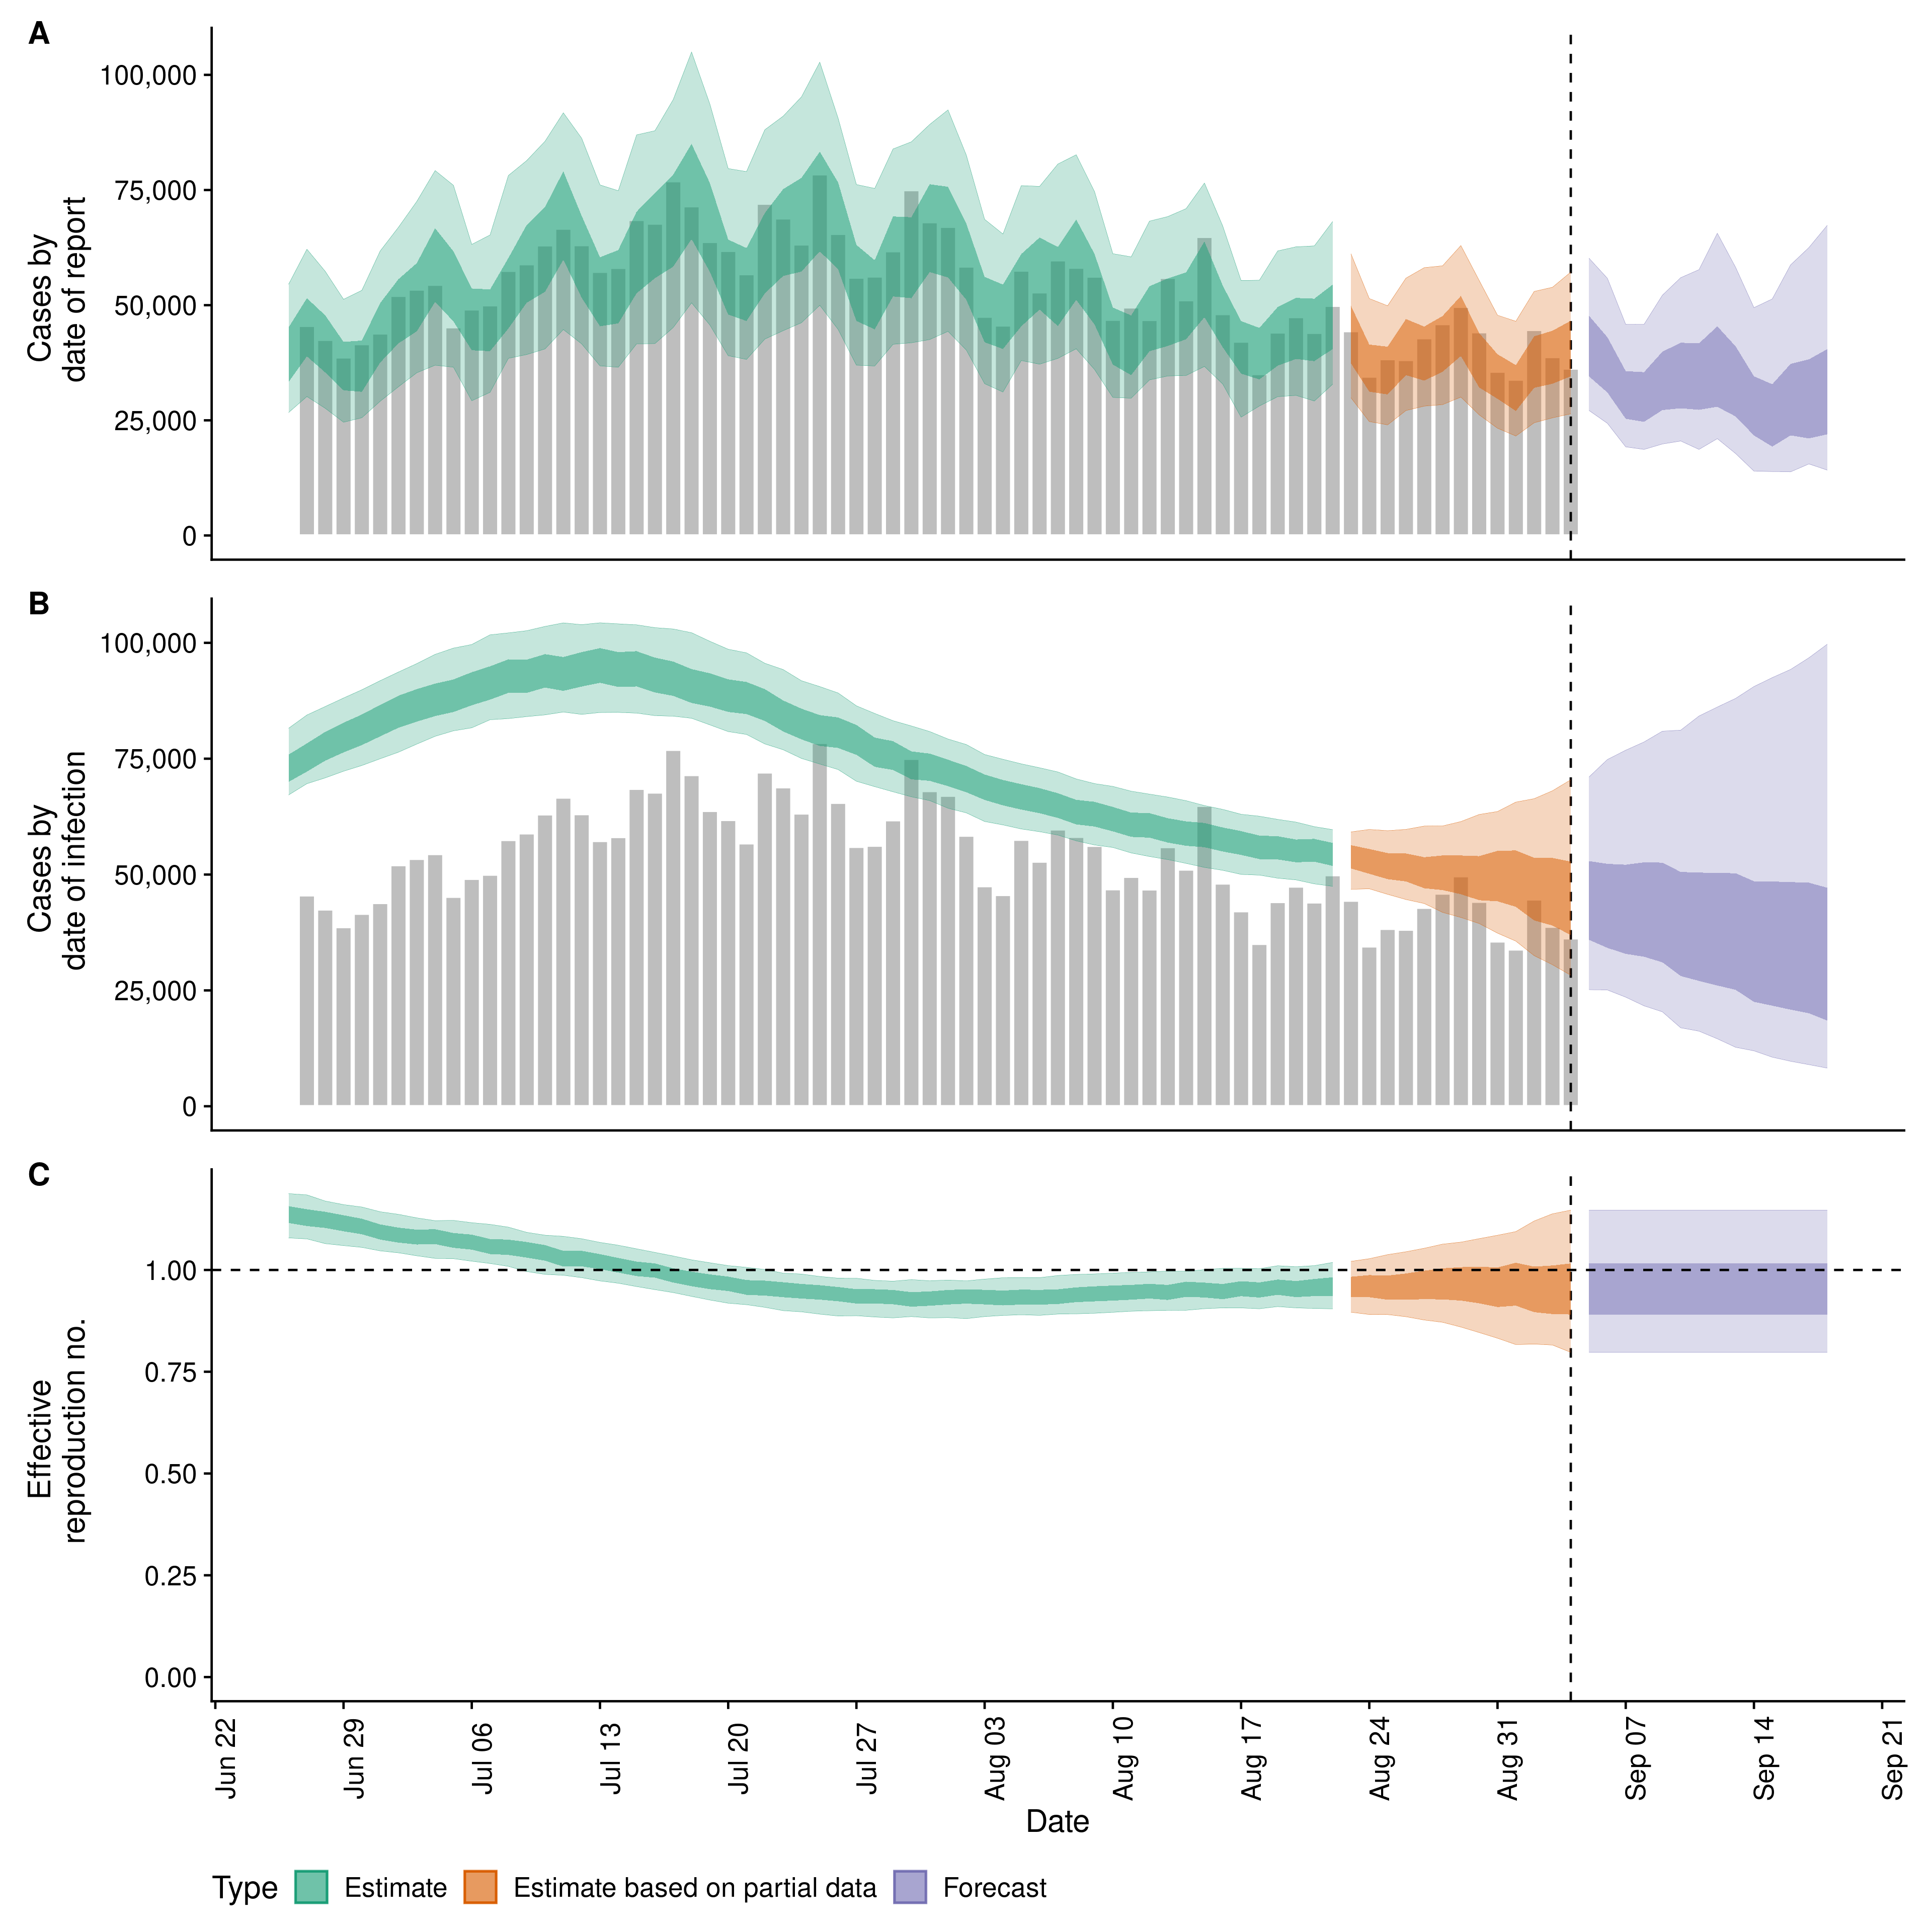 A
100,000
75,000
50,000
25,000
0
Cases by
date of report
B
100,000
75,000
50,000
25,000
0
Cases by
date of infection
C
1.00
0.75
0.50
0.25
0.00
Effective
reproduction no.
Jun 22
Jun 29
Jul 06
Jul 13
Jul 20
Jul 27
Aug 03
Aug 10
Aug 17
Aug 24
Aug 31
Sep 07
Sep 14
Sep 21
Date
Type
Estimate
Estimate based on partial data
Forecast